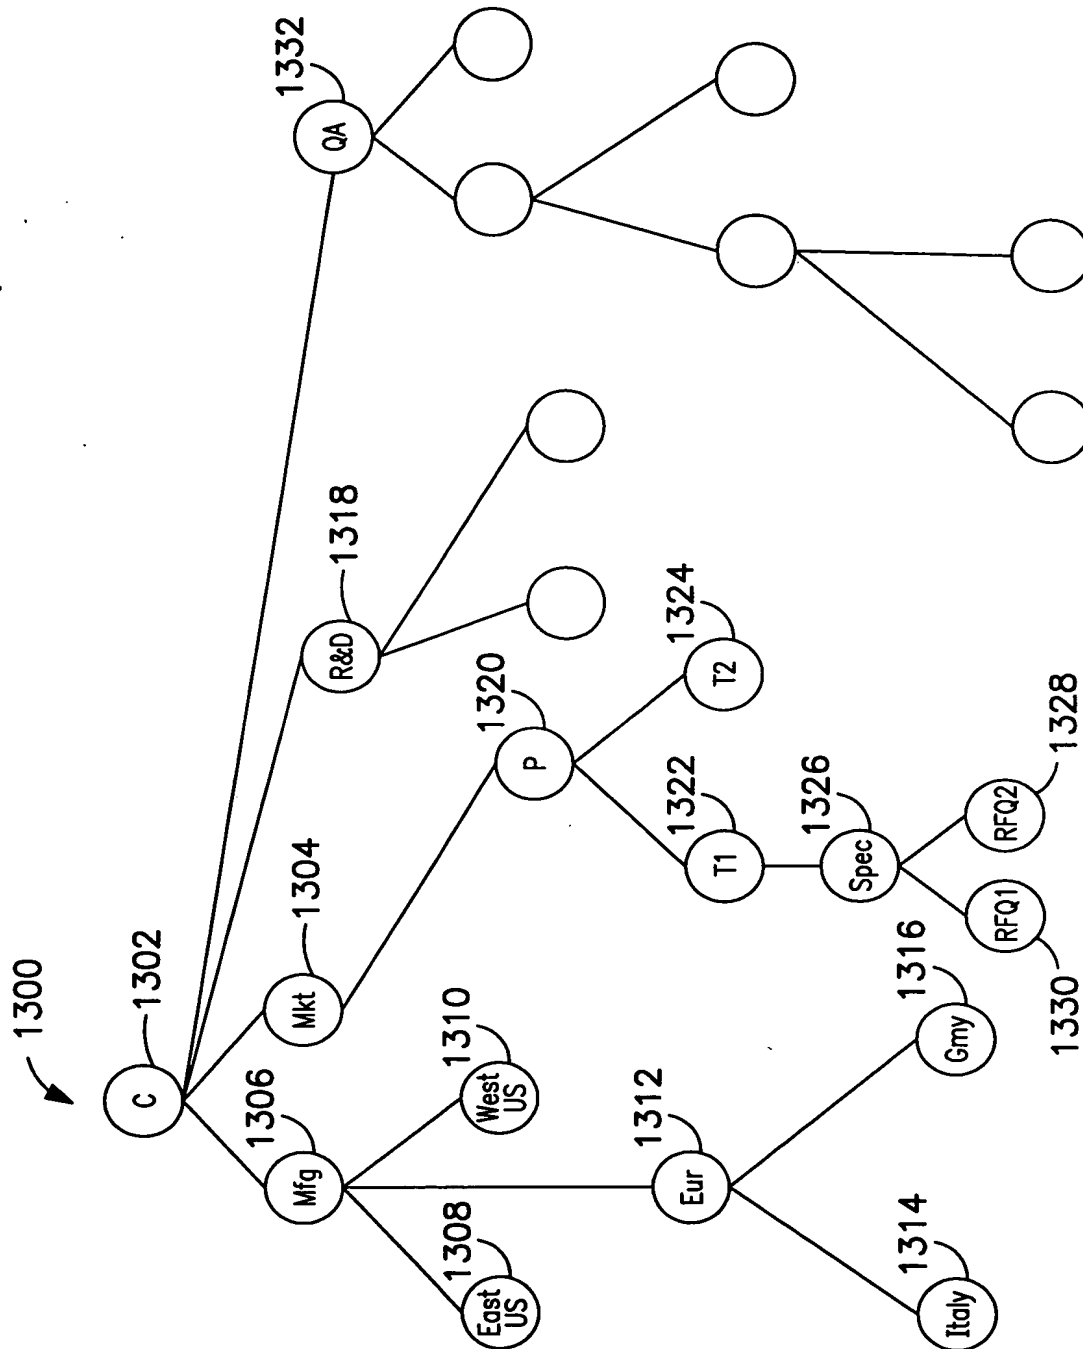 1300
C
1302
Mfg
1306
Mkt
1304
R&D
1318
QA
1332
East
US
1308
West
US
1310
P
1320
Eur
1312
T1
1322
T2
1324
Spec
1326
Italy
1314
Gmy
1316
RFQ1
1330
RFQ2
1328